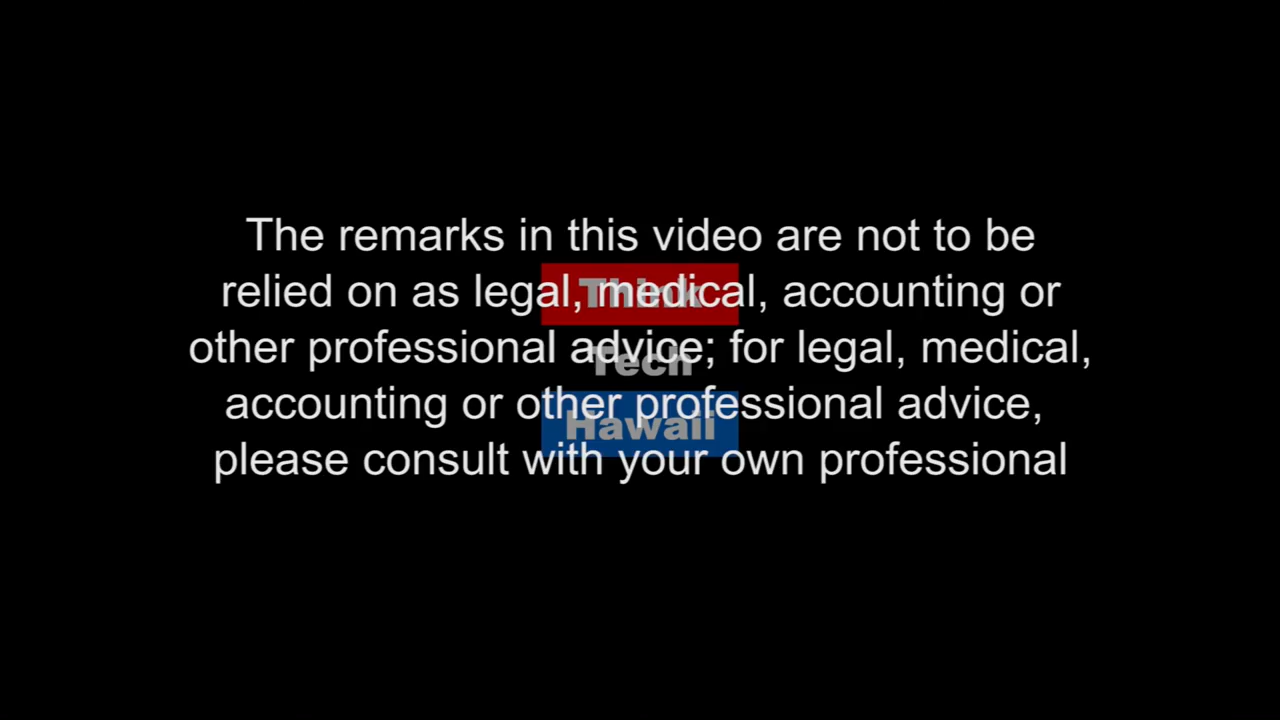 The remarks in this video are not to be
relied on as legal, medical, accounting or
other professional advice; for legal, medical,
accounting or other professional advice,
please consult with your own professional
Think
Tech
Hawaii